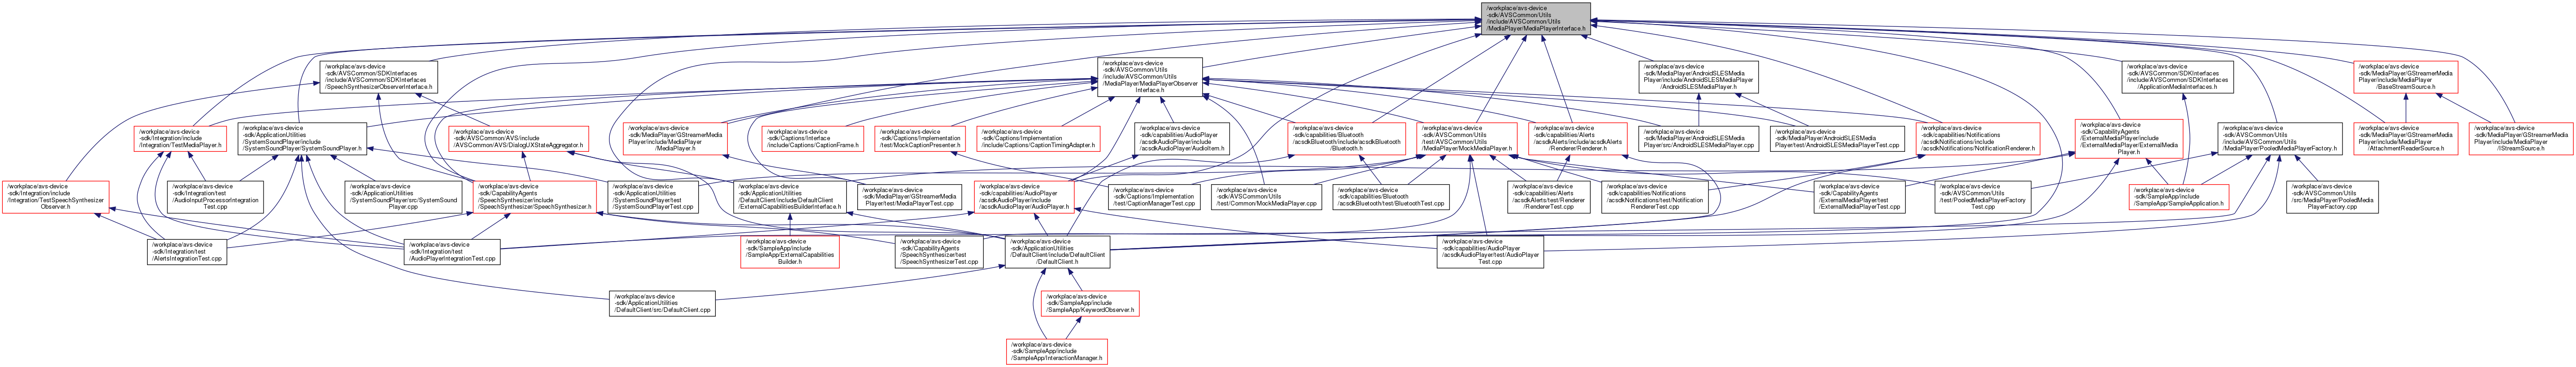 /workplace/avs-device
-sdk/AVSCommon/Utils
/include/AVSCommon/Utils
/MediaPlayer/MediaPlayerInterface.h
/workplace/avs-device
-sdk/AVSCommon/SDKInterfaces
/include/AVSCommon/SDKInterfaces
/SpeechSynthesizerObserverInterface.h
/workplace/avs-device
-sdk/AVSCommon/Utils
/include/AVSCommon/Utils
/MediaPlayer/MediaPlayerObserver
Interface.h
/workplace/avs-device
-sdk/MediaPlayer/AndroidSLESMedia
Player/include/AndroidSLESMediaPlayer
/AndroidSLESMediaPlayer.h
/workplace/avs-device
-sdk/AVSCommon/SDKInterfaces
/include/AVSCommon/SDKInterfaces
/ApplicationMediaInterfaces.h
/workplace/avs-device
-sdk/MediaPlayer/GStreamerMedia
Player/include/MediaPlayer
/BaseStreamSource.h
/workplace/avs-device
-sdk/Integration/include
/Integration/TestMediaPlayer.h
/workplace/avs-device
-sdk/ApplicationUtilities
/SystemSoundPlayer/include
/SystemSoundPlayer/SystemSoundPlayer.h
/workplace/avs-device
-sdk/AVSCommon/AVS/include
/AVSCommon/AVS/DialogUXStateAggregator.h
/workplace/avs-device
-sdk/MediaPlayer/GStreamerMedia
Player/include/MediaPlayer
/MediaPlayer.h
/workplace/avs-device
-sdk/Captions/Interface
/include/Captions/CaptionFrame.h
/workplace/avs-device
-sdk/Captions/Implementation
/test/MockCaptionPresenter.h
/workplace/avs-device
-sdk/Captions/Implementation
/include/Captions/CaptionTimingAdapter.h
/workplace/avs-device
-sdk/capabilities/AudioPlayer
/acsdkAudioPlayer/include
/acsdkAudioPlayer/AudioItem.h
/workplace/avs-device
-sdk/capabilities/Bluetooth
/acsdkBluetooth/include/acsdkBluetooth
/Bluetooth.h
/workplace/avs-device
-sdk/AVSCommon/Utils
/test/AVSCommon/Utils
/MediaPlayer/MockMediaPlayer.h
/workplace/avs-device
-sdk/capabilities/Alerts
/acsdkAlerts/include/acsdkAlerts
/Renderer/Renderer.h
/workplace/avs-device
-sdk/MediaPlayer/AndroidSLESMedia
Player/src/AndroidSLESMediaPlayer.cpp
/workplace/avs-device
-sdk/MediaPlayer/AndroidSLESMedia
Player/test/AndroidSLESMediaPlayerTest.cpp
/workplace/avs-device
-sdk/capabilities/Notifications
/acsdkNotifications/include
/acsdkNotifications/NotificationRenderer.h
/workplace/avs-device
-sdk/CapabilityAgents
/ExternalMediaPlayer/include
/ExternalMediaPlayer/ExternalMedia
Player.h
/workplace/avs-device
-sdk/AVSCommon/Utils
/include/AVSCommon/Utils
/MediaPlayer/PooledMediaPlayerFactory.h
/workplace/avs-device
-sdk/MediaPlayer/GStreamerMedia
Player/include/MediaPlayer
/AttachmentReaderSource.h
/workplace/avs-device
-sdk/MediaPlayer/GStreamerMedia
Player/include/MediaPlayer
/IStreamSource.h
/workplace/avs-device
-sdk/Integration/include
/Integration/TestSpeechSynthesizer
Observer.h
/workplace/avs-device
-sdk/Integration/test
/AudioInputProcessorIntegration
Test.cpp
/workplace/avs-device
-sdk/ApplicationUtilities
/SystemSoundPlayer/src/SystemSound
Player.cpp
/workplace/avs-device
-sdk/CapabilityAgents
/SpeechSynthesizer/include
/SpeechSynthesizer/SpeechSynthesizer.h
/workplace/avs-device
-sdk/ApplicationUtilities
/SystemSoundPlayer/test
/SystemSoundPlayerTest.cpp
/workplace/avs-device
-sdk/ApplicationUtilities
/DefaultClient/include/DefaultClient
/ExternalCapabilitiesBuilderInterface.h
/workplace/avs-device
-sdk/MediaPlayer/GStreamerMedia
Player/test/MediaPlayerTest.cpp
/workplace/avs-device
-sdk/capabilities/AudioPlayer
/acsdkAudioPlayer/include
/acsdkAudioPlayer/AudioPlayer.h
/workplace/avs-device
-sdk/Captions/Implementation
/test/CaptionManagerTest.cpp
/workplace/avs-device
-sdk/AVSCommon/Utils
/test/Common/MockMediaPlayer.cpp
/workplace/avs-device
-sdk/capabilities/Bluetooth
/acsdkBluetooth/test/BluetoothTest.cpp
/workplace/avs-device
-sdk/capabilities/Alerts
/acsdkAlerts/test/Renderer
/RendererTest.cpp
/workplace/avs-device
-sdk/capabilities/Notifications
/acsdkNotifications/test/Notification
RendererTest.cpp
/workplace/avs-device
-sdk/CapabilityAgents
/ExternalMediaPlayer/test
/ExternalMediaPlayerTest.cpp
/workplace/avs-device
-sdk/AVSCommon/Utils
/test/PooledMediaPlayerFactory
Test.cpp
/workplace/avs-device
-sdk/SampleApp/include
/SampleApp/SampleApplication.h
/workplace/avs-device
-sdk/AVSCommon/Utils
/src/MediaPlayer/PooledMedia
PlayerFactory.cpp
/workplace/avs-device
-sdk/Integration/test
/AlertsIntegrationTest.cpp
/workplace/avs-device
-sdk/Integration/test
/AudioPlayerIntegrationTest.cpp
/workplace/avs-device
-sdk/SampleApp/include
/SampleApp/ExternalCapabilities
Builder.h
/workplace/avs-device
-sdk/CapabilityAgents
/SpeechSynthesizer/test
/SpeechSynthesizerTest.cpp
/workplace/avs-device
-sdk/ApplicationUtilities
/DefaultClient/include/DefaultClient
/DefaultClient.h
/workplace/avs-device
-sdk/capabilities/AudioPlayer
/acsdkAudioPlayer/test/AudioPlayer
Test.cpp
/workplace/avs-device
-sdk/ApplicationUtilities
/DefaultClient/src/DefaultClient.cpp
/workplace/avs-device
-sdk/SampleApp/include
/SampleApp/KeywordObserver.h
/workplace/avs-device
-sdk/SampleApp/include
/SampleApp/InteractionManager.h